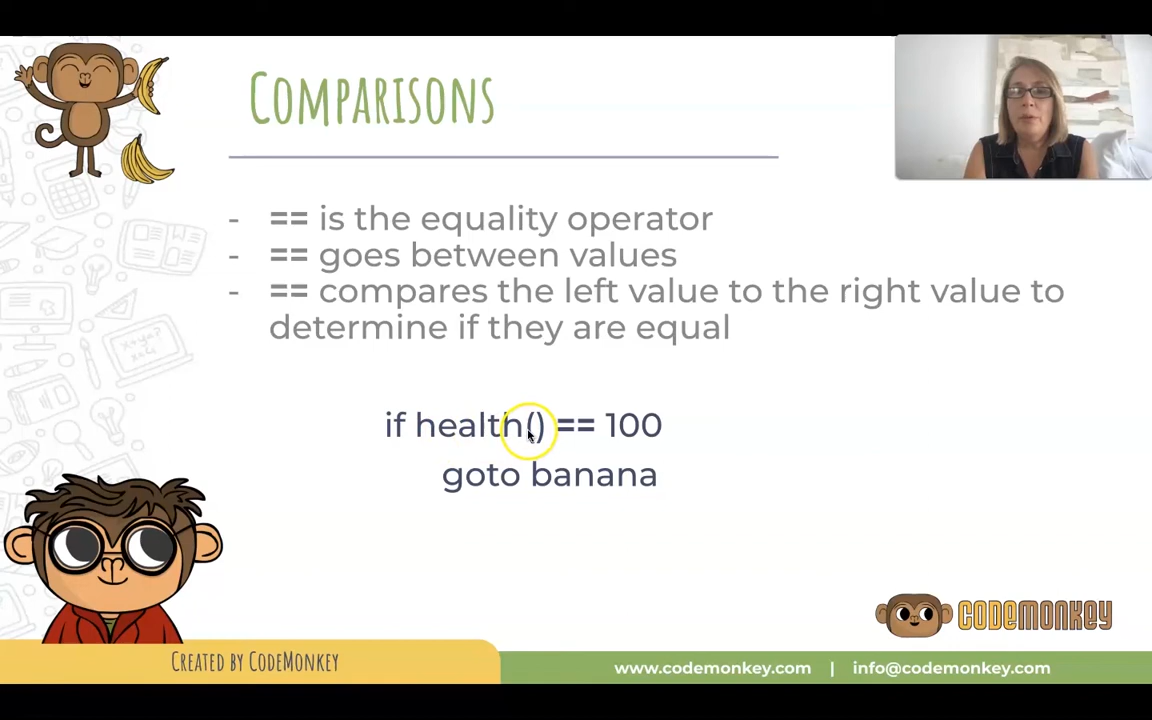 COMPARISONS
- == is the equality operator
- == goes between values
- == compares the left value to the right value to
determine if they are equal
if health() == 100
goto banana
CODEMONKEY
CREATED BY CODEMONKEY
www.codemonkey.com | info@codemonkey.com